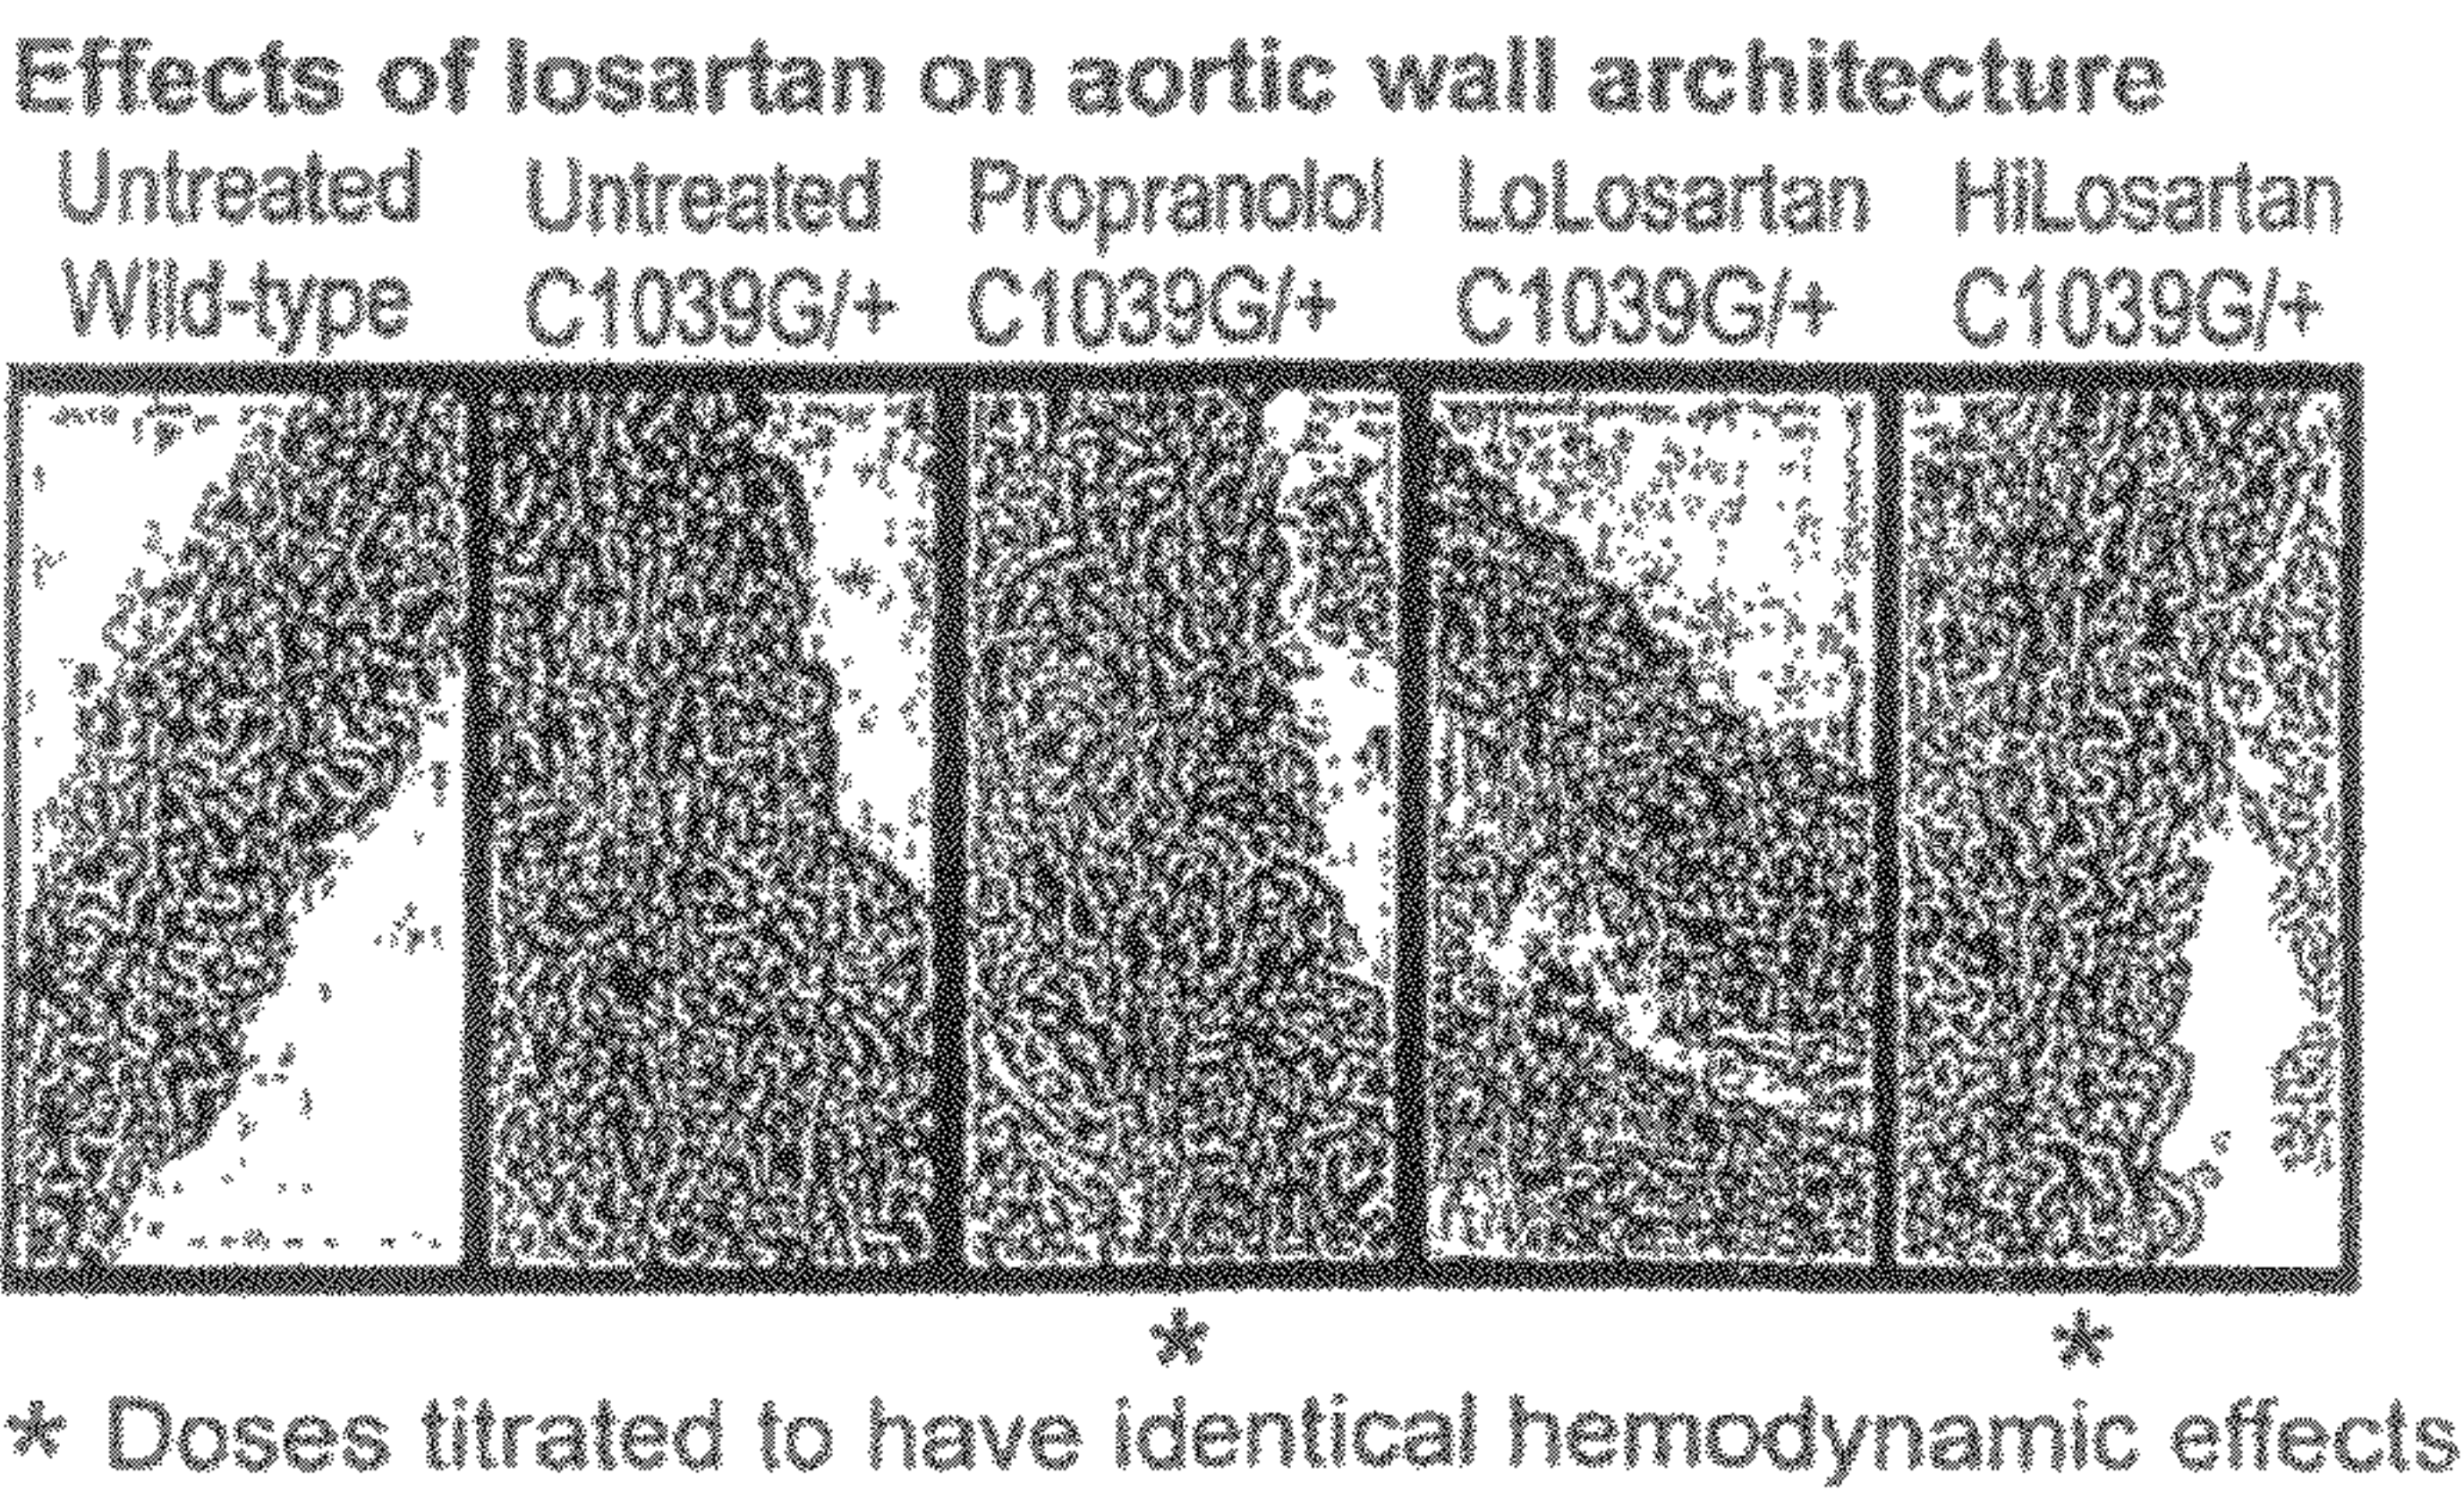 Effects of losartan on aortic wall architecture
Untreated Untreated Propranolol LoLosartan HiLosartan
Wild-type C1039G/+ C1039G/+ C1039G/+ C1039G/+
* *
* Doses titrated to have identical hemodynamic effects